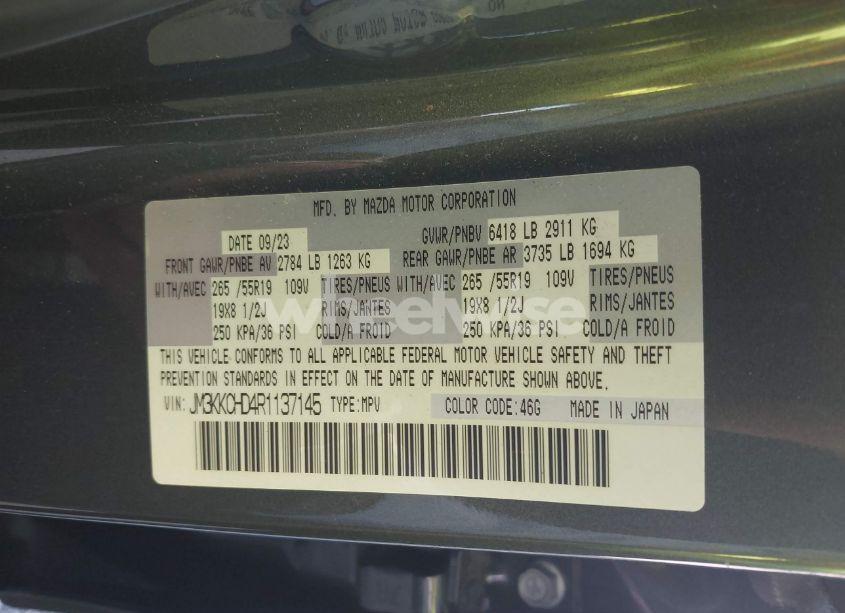 MFD. BY MAZDA MOTOR CORPORATION
DATE 09/23 GVWR/PNBV 6418 LB 2911 KG
FRONT GAWR/PNBE AV 2784 LB 1263 KG REAR GAWR/PNBE AR 3735 LB 1694 KG
WITH/AVEC 265 /55R19 109V TIRES/PNEUS WITH/AVEC 265 /55R19 109V TIRES/PNEUS
19X8 1/2J RIMS/JANTES 19X8 1/2J RIMS/JANTES
250 KPA/36 PSI COLD/A FROID 250 KPA/36 PSI COLD/A FROID
wheelwise
THIS VEHICLE CONFORMS TO ALL APPLICABLE FEDERAL MOTOR VEHICLE SAFETY AND THEFT
PREVENTION STANDARDS IN EFFECT ON THE DATE OF MANUFACTURE SHOWN ABOVE.
VIN: JM3KKCHD4R1137145 TYPE:MPV COLOR CODE:46G MADE IN JAPAN